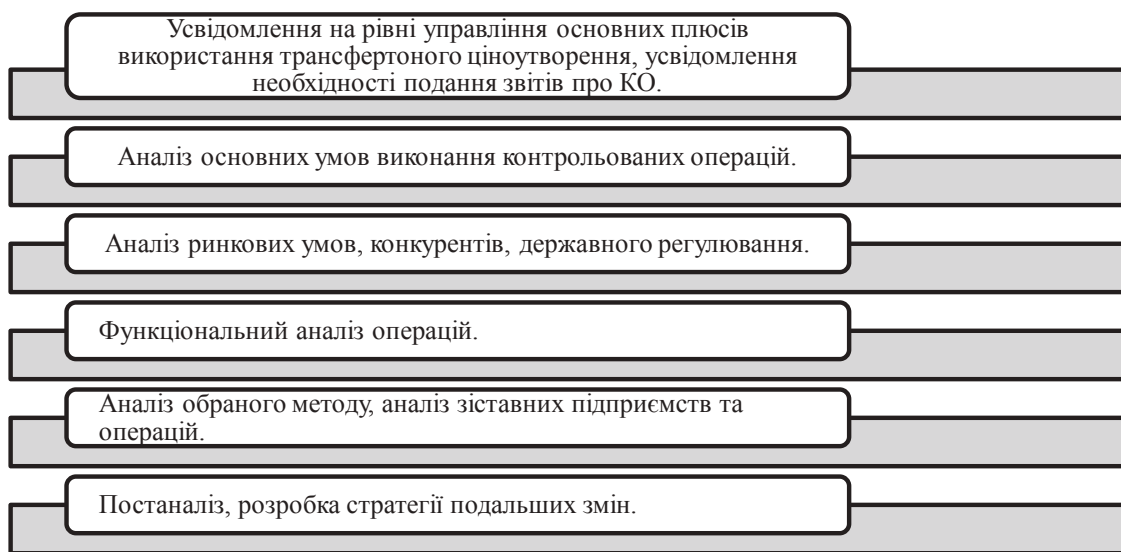 Усвідомлення на рівні управління основних плюсів
використання трансфертоного ціноутворення, усвідомлення
необхідності подання звітів про КО.
Аналіз основних умов виконання контрольованих операцій.
Аналіз ринкових умов, конкурентів, державного регулювання.
Функціональний аналіз операцій.
Аналіз обраного методу, аналіз зіставних підприємств та
операцій.
Постаналіз, розробка стратегії подальших змін.